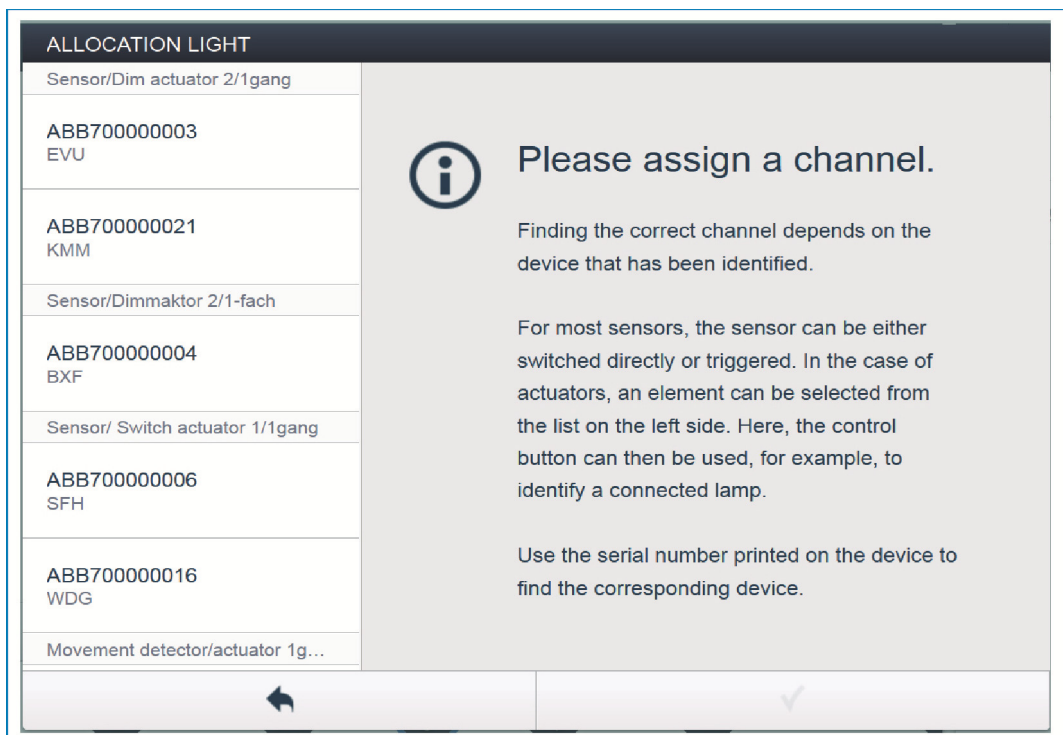 ALLOCATION LIGHT
Sensor/Dim actuator 2/1gang
ABB700000003
EVU
ABB700000021
KMM
Sensor/Dimmaktor 2/1-fach
ABB700000004
BXF
Sensor/ Switch actuator 1/1gang
ABB700000006
SFH
ABB700000016
WDG
Movement detector/actuator 1g...
Please assign a channel.
Finding the correct channel depends on the
device that has been identified.
For most sensors, the sensor can be either
switched directly or triggered. In the case of
actuators, an element can be selected from
the list on the left side. Here, the control
button can then be used, for example, to
identify a connected lamp.
Use the serial number printed on the device to
find the corresponding device.